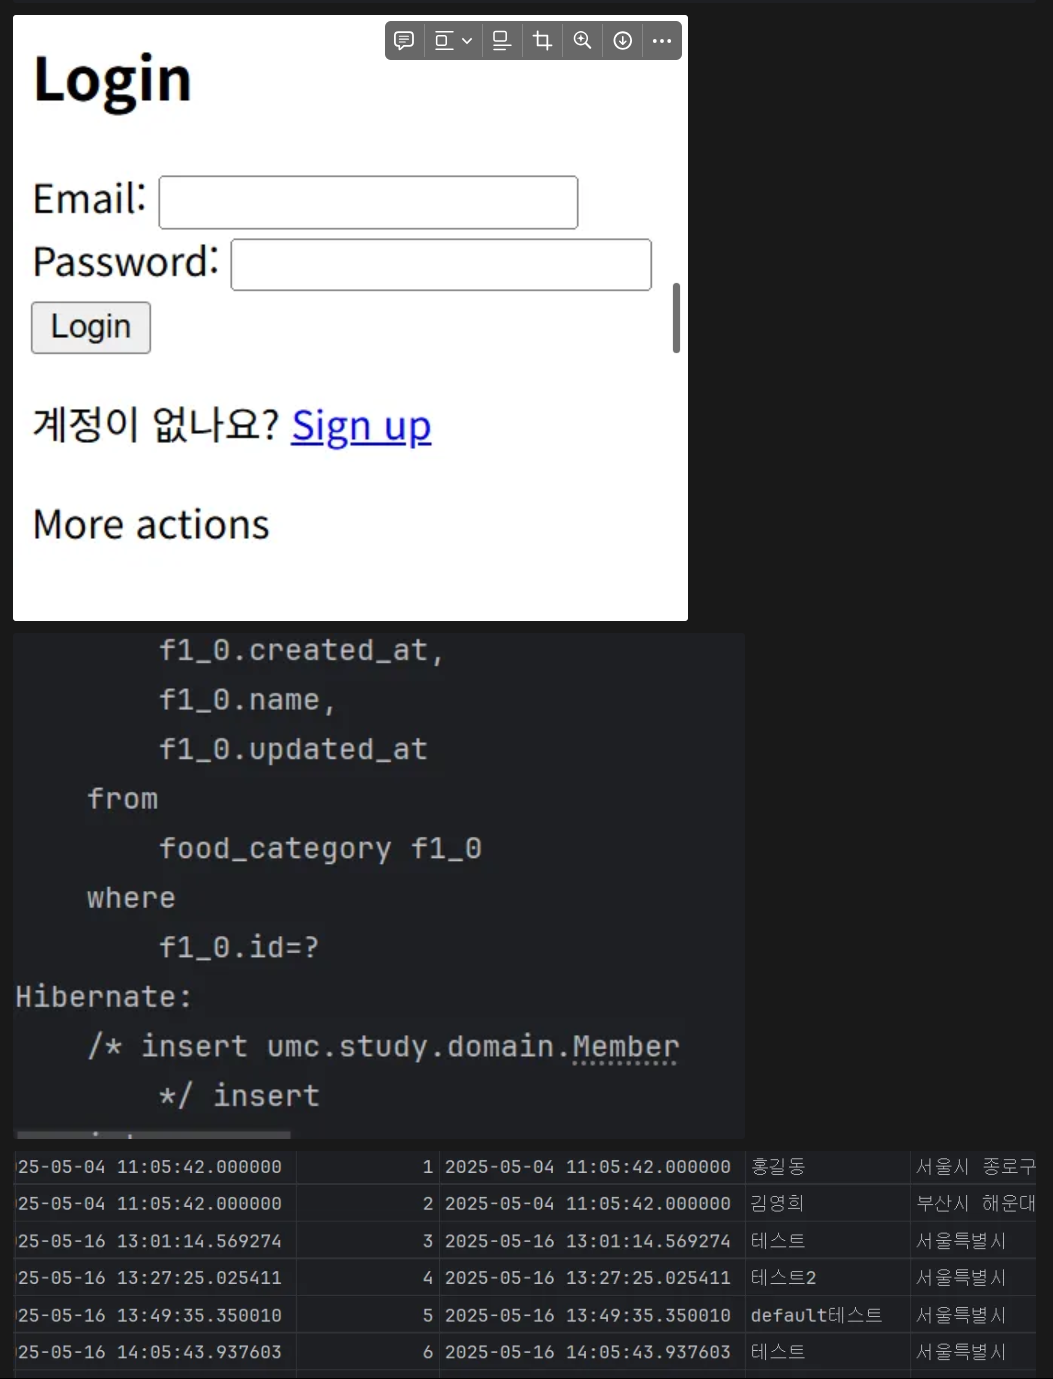 Login
Email:
Password:
Login
계정이 없나요? Sign up
More actions
f1_0.created_at,
f1_0.name,
f1_0.updated_at
from
food_category f1_0
where
f1_0.id=?
Hibernate:
/* insert umc.study.domain.Member
*/ insert
25-05-04 11:05:42.000000 1 2025-05-04 11:05:42.000000 홍길동 서울시 종로구
25-05-04 11:05:42.000000 2 2025-05-04 11:05:42.000000 김영희 부산시 해운대
25-05-16 13:01:14.569274 3 2025-05-16 13:01:14.569274 테스트 서울특별시
25-05-16 13:27:25.025411 4 2025-05-16 13:27:25.025411 테스트2 서울특별시
25-05-16 13:49:35.350010 5 2025-05-16 13:49:35.350010 default테스트 서울특별시
25-05-16 14:05:43.937603 6 2025-05-16 14:05:43.937603 테스트 서울특별시